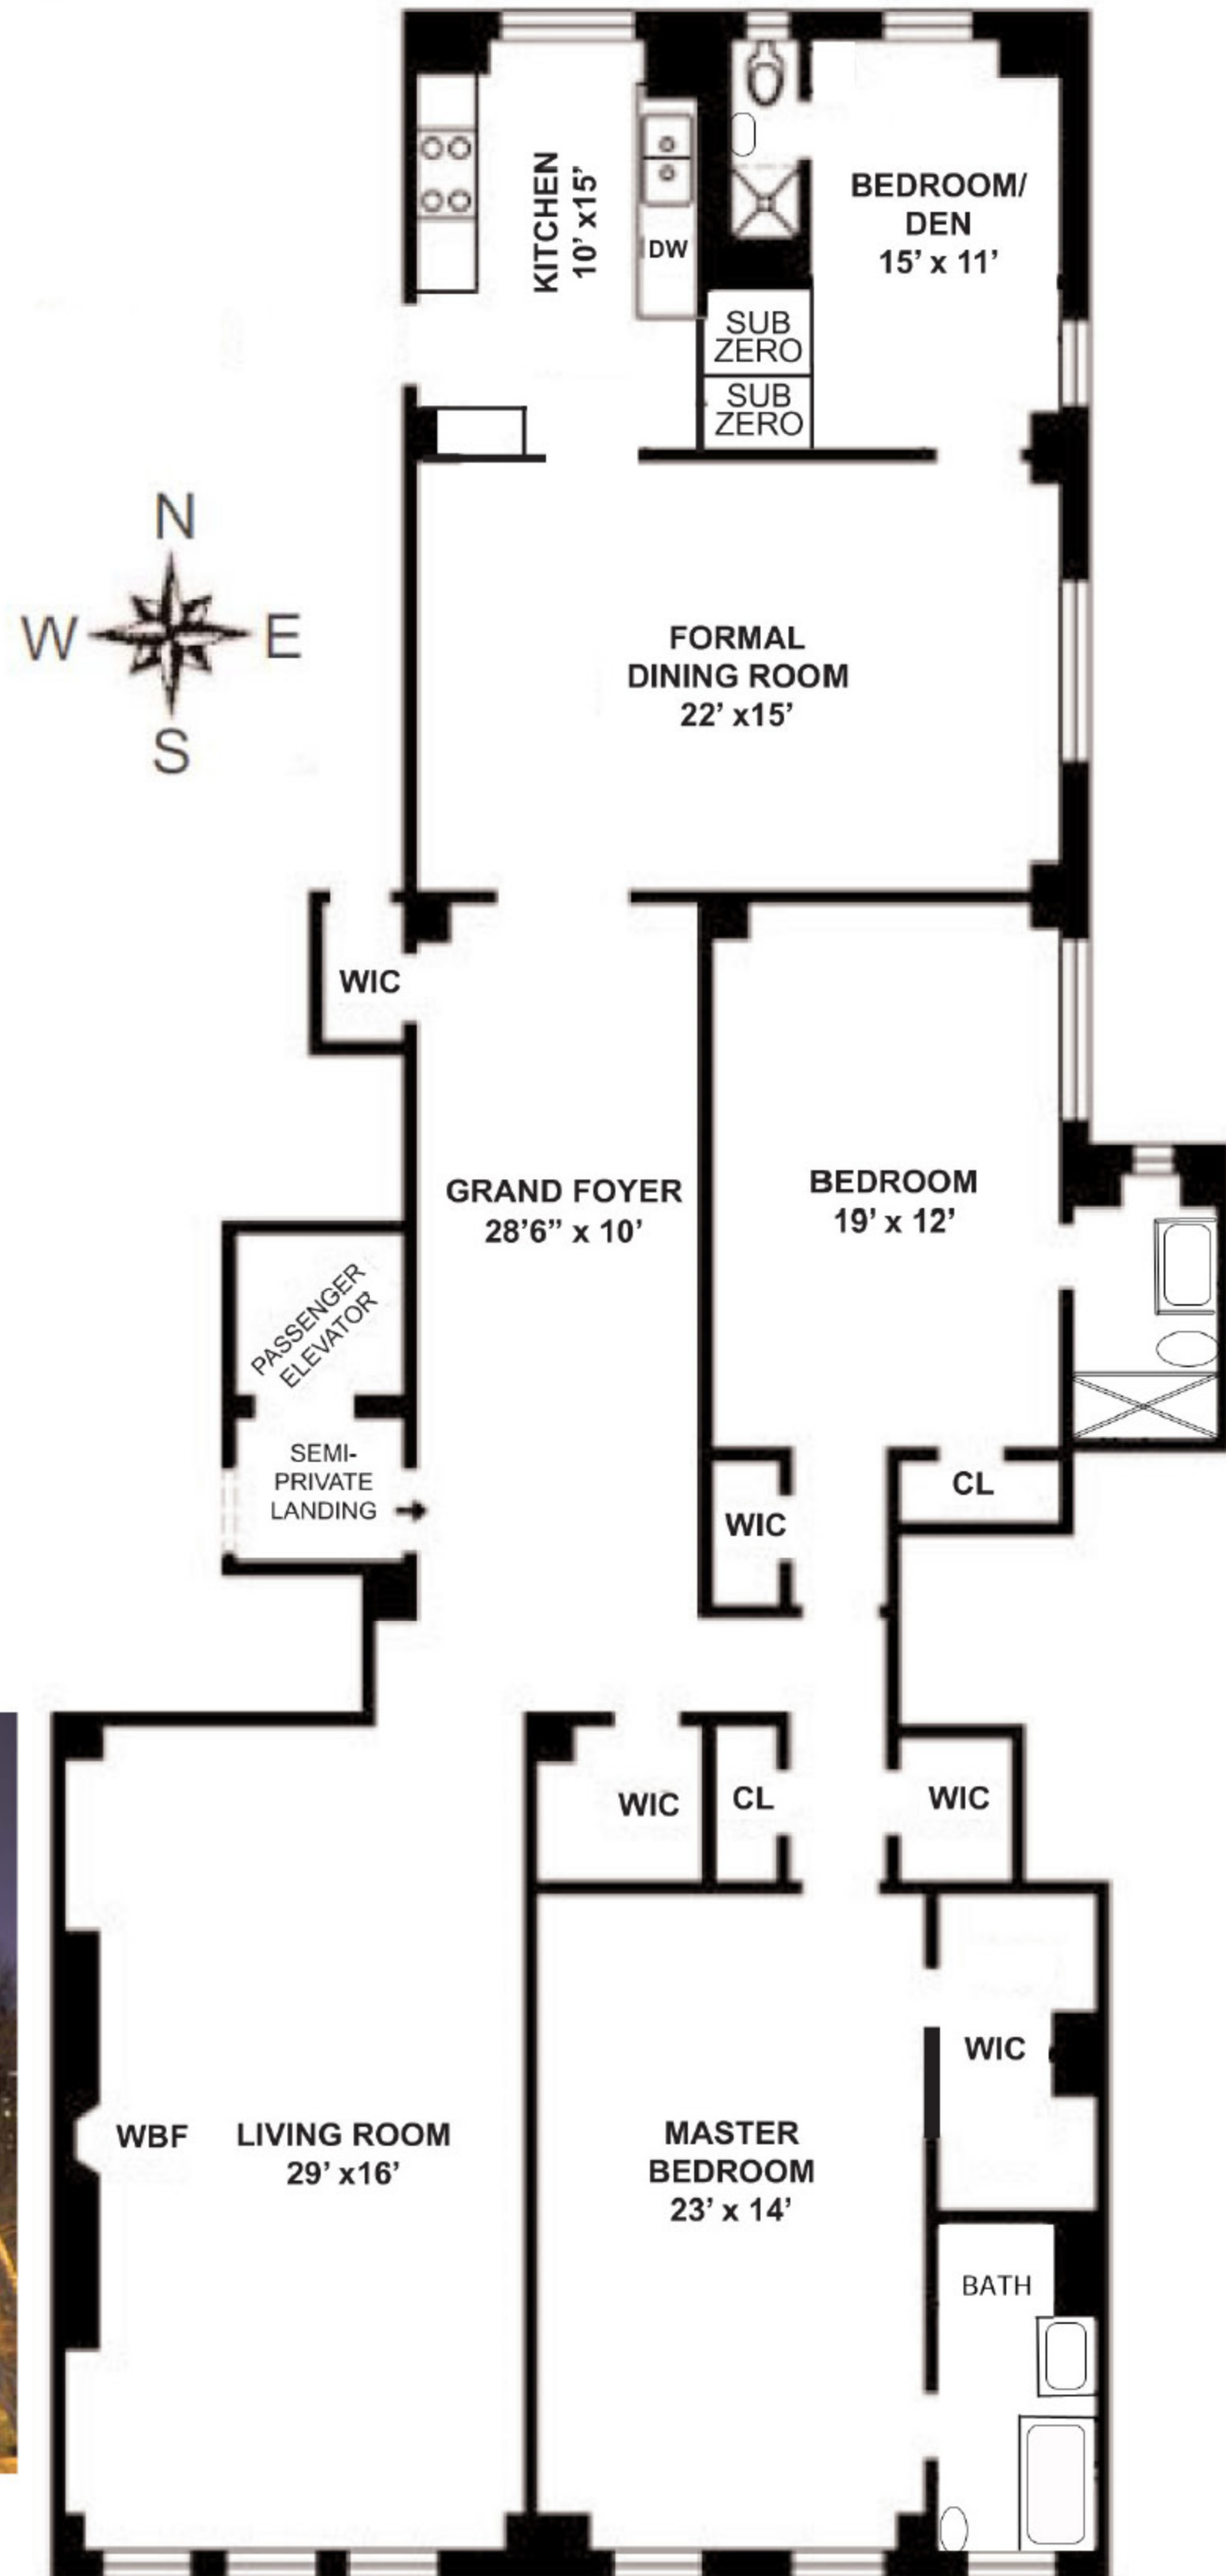 KITCHEN
10’ x15’
DW
BEDROOM/
DEN
15’ x 11’
SUB
ZERO
SUB
ZERO
N
W E
S
FORMAL
DINING ROOM
22’ x15’
WIC
GRAND FOYER
28’6” x 10’
BEDROOM
19’ x 12’
PASSENGER
ELEVATOR
SEMI-
PRIVATE
LANDING
CL
WIC
WIC
CL
WIC
WBF
LIVING ROOM
29’ x16’
MASTER
BEDROOM
23’ x 14’
WIC
BATH